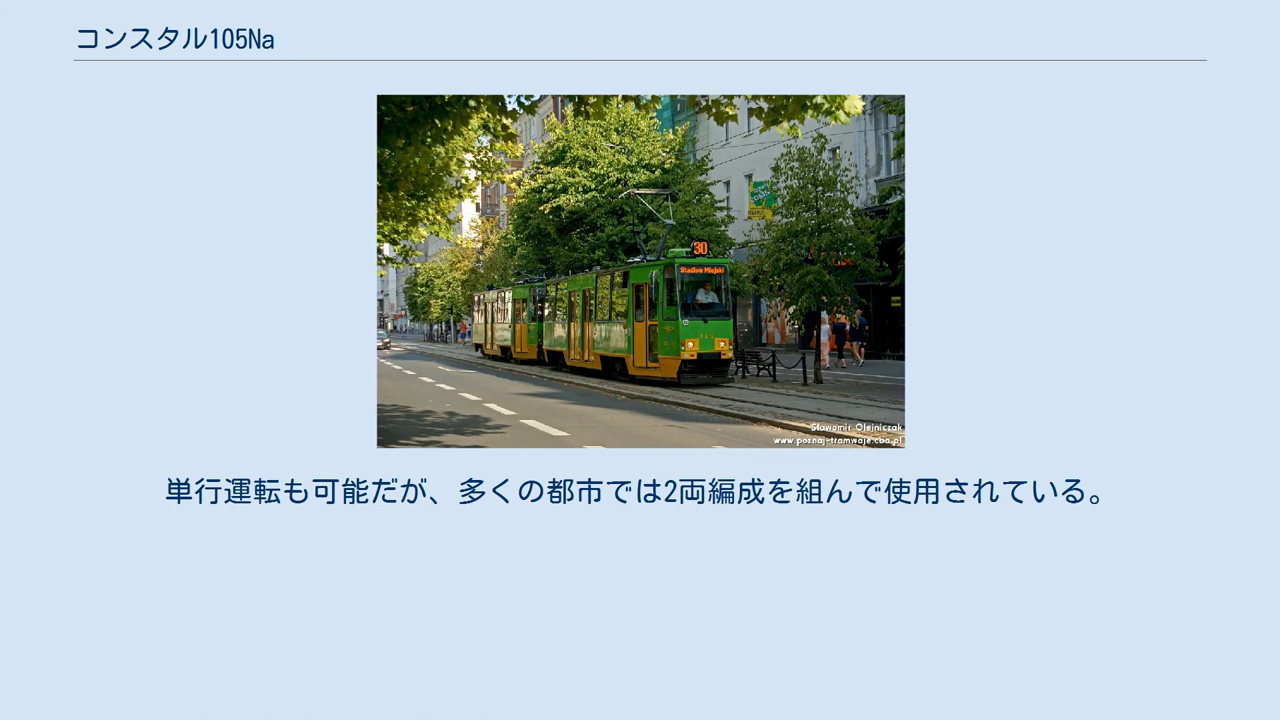 コンスタル105Na
30
Stadion Miejski
Sławomir Olejniczak
www.poznaj-tramwaje.cba.pl
単行運転も可能だが、多くの都市では2両編成を組んで使用されている。